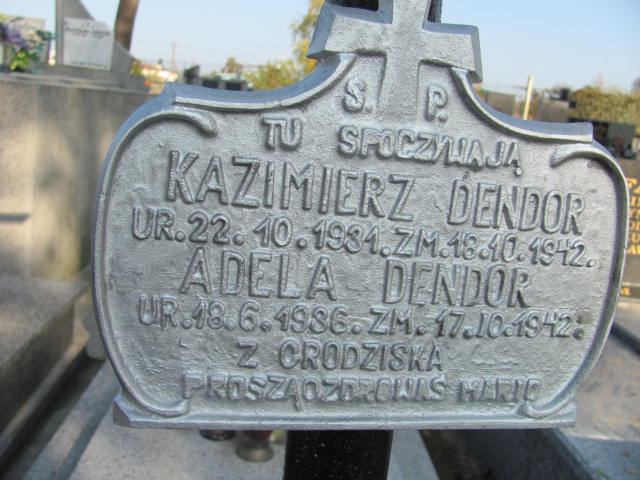 S. P.
TU SPOCZYWAJĄ
KAZIMIERZ DENDOR
UR. 22. 10. 1931. ZM. 18. 10. 1942.
ADELA DENDOR
UR. 18. 6. 1936. ZM. 17. 10. 1942.
Z GRODZISKA
PROSZĄ O ZDROWAŚ MARIO